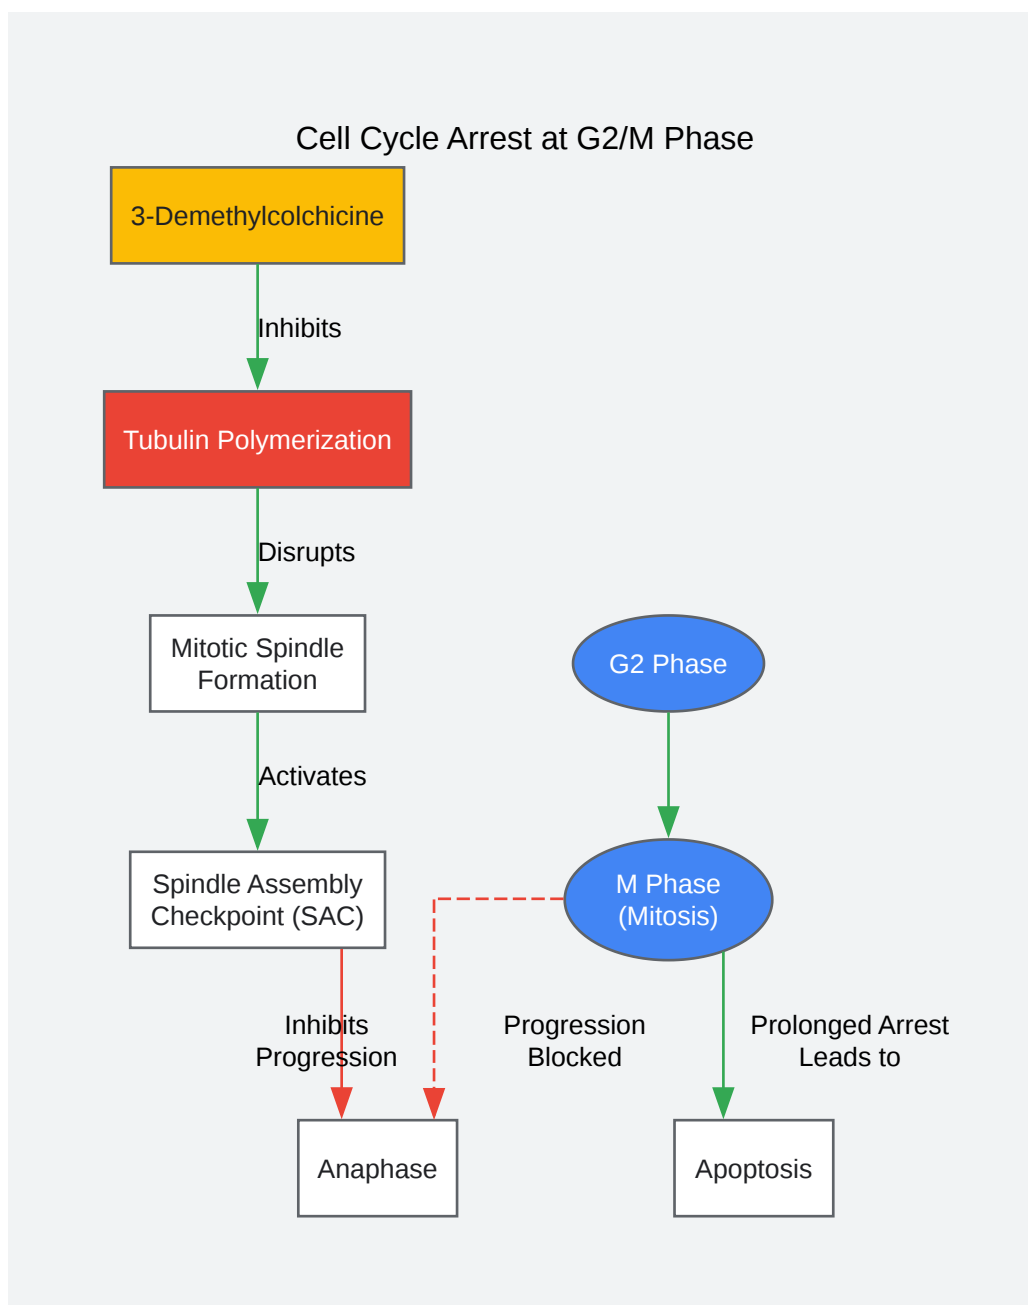 Cell Cycle Arrest at G2/M Phase
3-Demethylcolchicine
Inhibits
Tubulin Polymerization
Disrupts
Mitotic Spindle
Formation
G2 Phase
Activates
Spindle Assembly
Checkpoint (SAC)
M Phase
(Mitosis)
Inhibits
Progression
Progression
Blocked
Prolonged Arrest
Leads to
Anaphase
Apoptosis